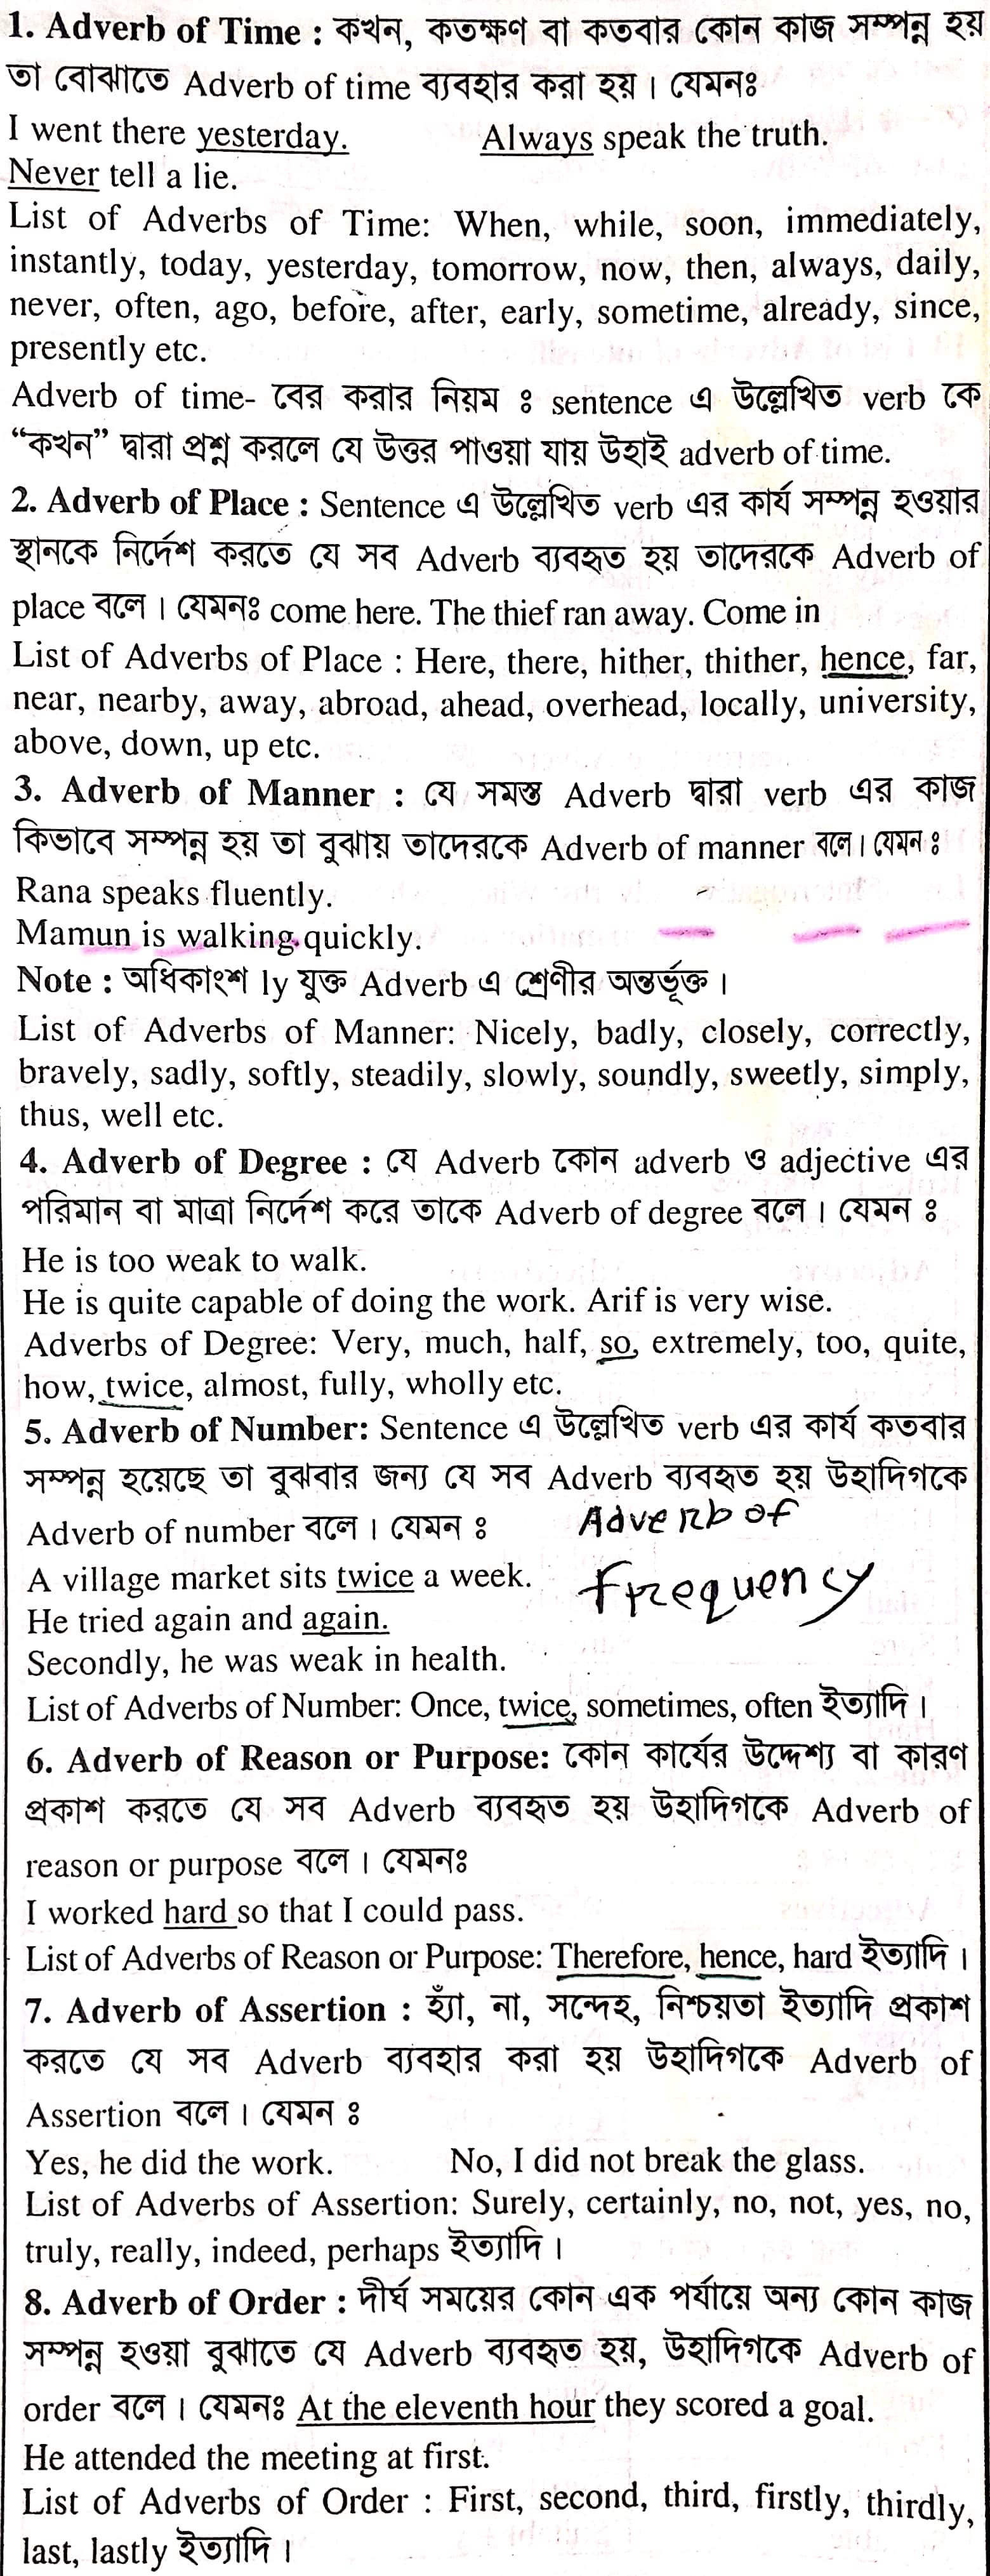 1. Adverb of Time : কখন, কতক্ষণ বা কতবার কোন কাজ সম্পন্ন হয়
তা বোঝাতে Adverb of time ব্যবহার করা হয়। যেমনঃ
I went there yesterday. Always speak the truth.
Never tell a lie.
List of Adverbs of Time: When, while, soon, immediately,
instantly, today, yesterday, tomorrow, now, then, always, daily,
never, often, ago, before, after, early, sometime, already, since,
presently etc.
Adverb of time- বের করার নিয়ম ঃ sentence এ উল্লেখিত verb কে
“কখন” দ্বারা প্রশ্ন করলে যে উত্তর পাওয়া যায় উহাই adverb of time.
2. Adverb of Place : Sentence এ উল্লেখিত verb এর কার্য সম্পন্ন হওয়ার
স্থানকে নির্দেশ করতে যে সব Adverb ব্যবহৃত হয় তাদেরকে Adverb of
place বলে। যেমনঃ come here. The thief ran away. Come in
List of Adverbs of Place : Here, there, hither, thither, hence, far,
near, nearby, away, abroad, ahead, overhead, locally, university,
above, down, up etc.
3. Adverb of Manner : যে সমস্ত Adverb দ্বারা verb এর কাজ
কিভাবে সম্পন্ন হয় তা বুঝায় তাদেরকে Adverb of manner বলে। যেমনঃ
Rana speaks fluently.
Mamun is walking quickly.
Note : অধিকাংশ ly যুক্ত Adverb এ শ্রেণীর অন্তর্ভূক্ত।
List of Adverbs of Manner: Nicely, badly, closely, correctly,
bravely, sadly, softly, steadily, slowly, soundly, sweetly, simply,
thus, well etc.
4. Adverb of Degree : যে Adverb কোন adverb ও adjective এর
পরিমান বা মাত্রা নির্দেশ করে তাকে Adverb of degree বলে। যেমন ঃ
He is too weak to walk.
He is quite capable of doing the work. Arif is very wise.
Adverbs of Degree: Very, much, half, so, extremely, too, quite,
how, twice, almost, fully, wholly etc.
5. Adverb of Number: Sentence এ উল্লেখিত verb এর কার্য কতবার
সম্পন্ন হয়েছে তা বুঝবার জন্য যে সব Adverb ব্যবহৃত হয় উহাদিগকে
Adverb of number বলে। যেমন ঃ Adverb of
A village market sits twice a week. Frequency
He tried again and again.
Secondly, he was weak in health.
List of Adverbs of Number: Once, twice, sometimes, often ইত্যাদি।
6. Adverb of Reason or Purpose: কোন কার্যের উদ্দেশ্য বা কারণ
প্রকাশ করতে যে সব Adverb ব্যবহৃত হয় উহাদিগকে Adverb of
reason or purpose বলে। যেমনঃ
I worked hard so that I could pass.
List of Adverbs of Reason or Purpose: Therefore, hence, hard ইত্যাদি।
7. Adverb of Assertion : হ্যাঁ, না, সন্দেহ, নিশ্চয়তা ইত্যাদি প্রকাশ
করতে যে সব Adverb ব্যবহার করা হয় উহাদিগকে Adverb of
Assertion বলে। যেমন ঃ
Yes, he did the work. No, I did not break the glass.
List of Adverbs of Assertion: Surely, certainly, no, not, yes, no,
truly, really, indeed, perhaps ইত্যাদি।
8. Adverb of Order : দীর্ঘ সময়ের কোন এক পর্যায়ে অন্য কোন কাজ
সম্পন্ন হওয়া বুঝাতে যে Adverb ব্যবহৃত হয়, উহাদিগকে Adverb of
order বলে। যেমনঃ At the eleventh hour they scored a goal.
He attended the meeting at first.
List of Adverbs of Order : First, second, third, firstly, thirdly,
last, lastly ইত্যাদি।